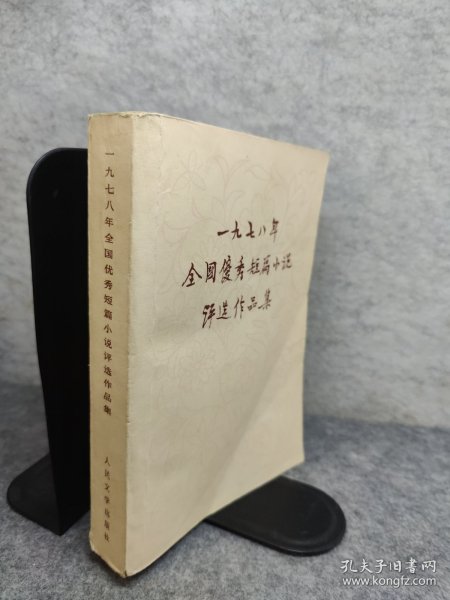 一九七八年
全国優秀短篇小说
评选作品集
一九七八年全国优秀短篇小说评选作品集
人民文学出版社
孔夫子旧书网
www.kongfz.com